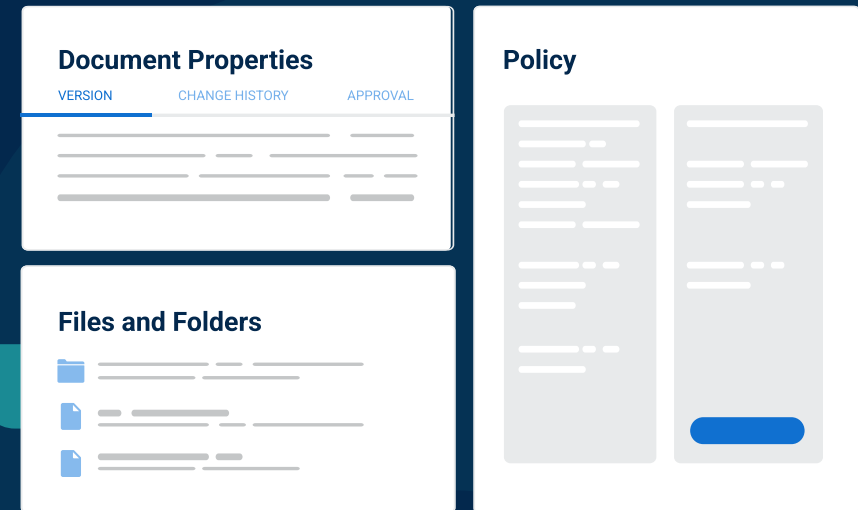 Document Properties
VERSION CHANGE HISTORY APPROVAL
Files and Folders
Policy